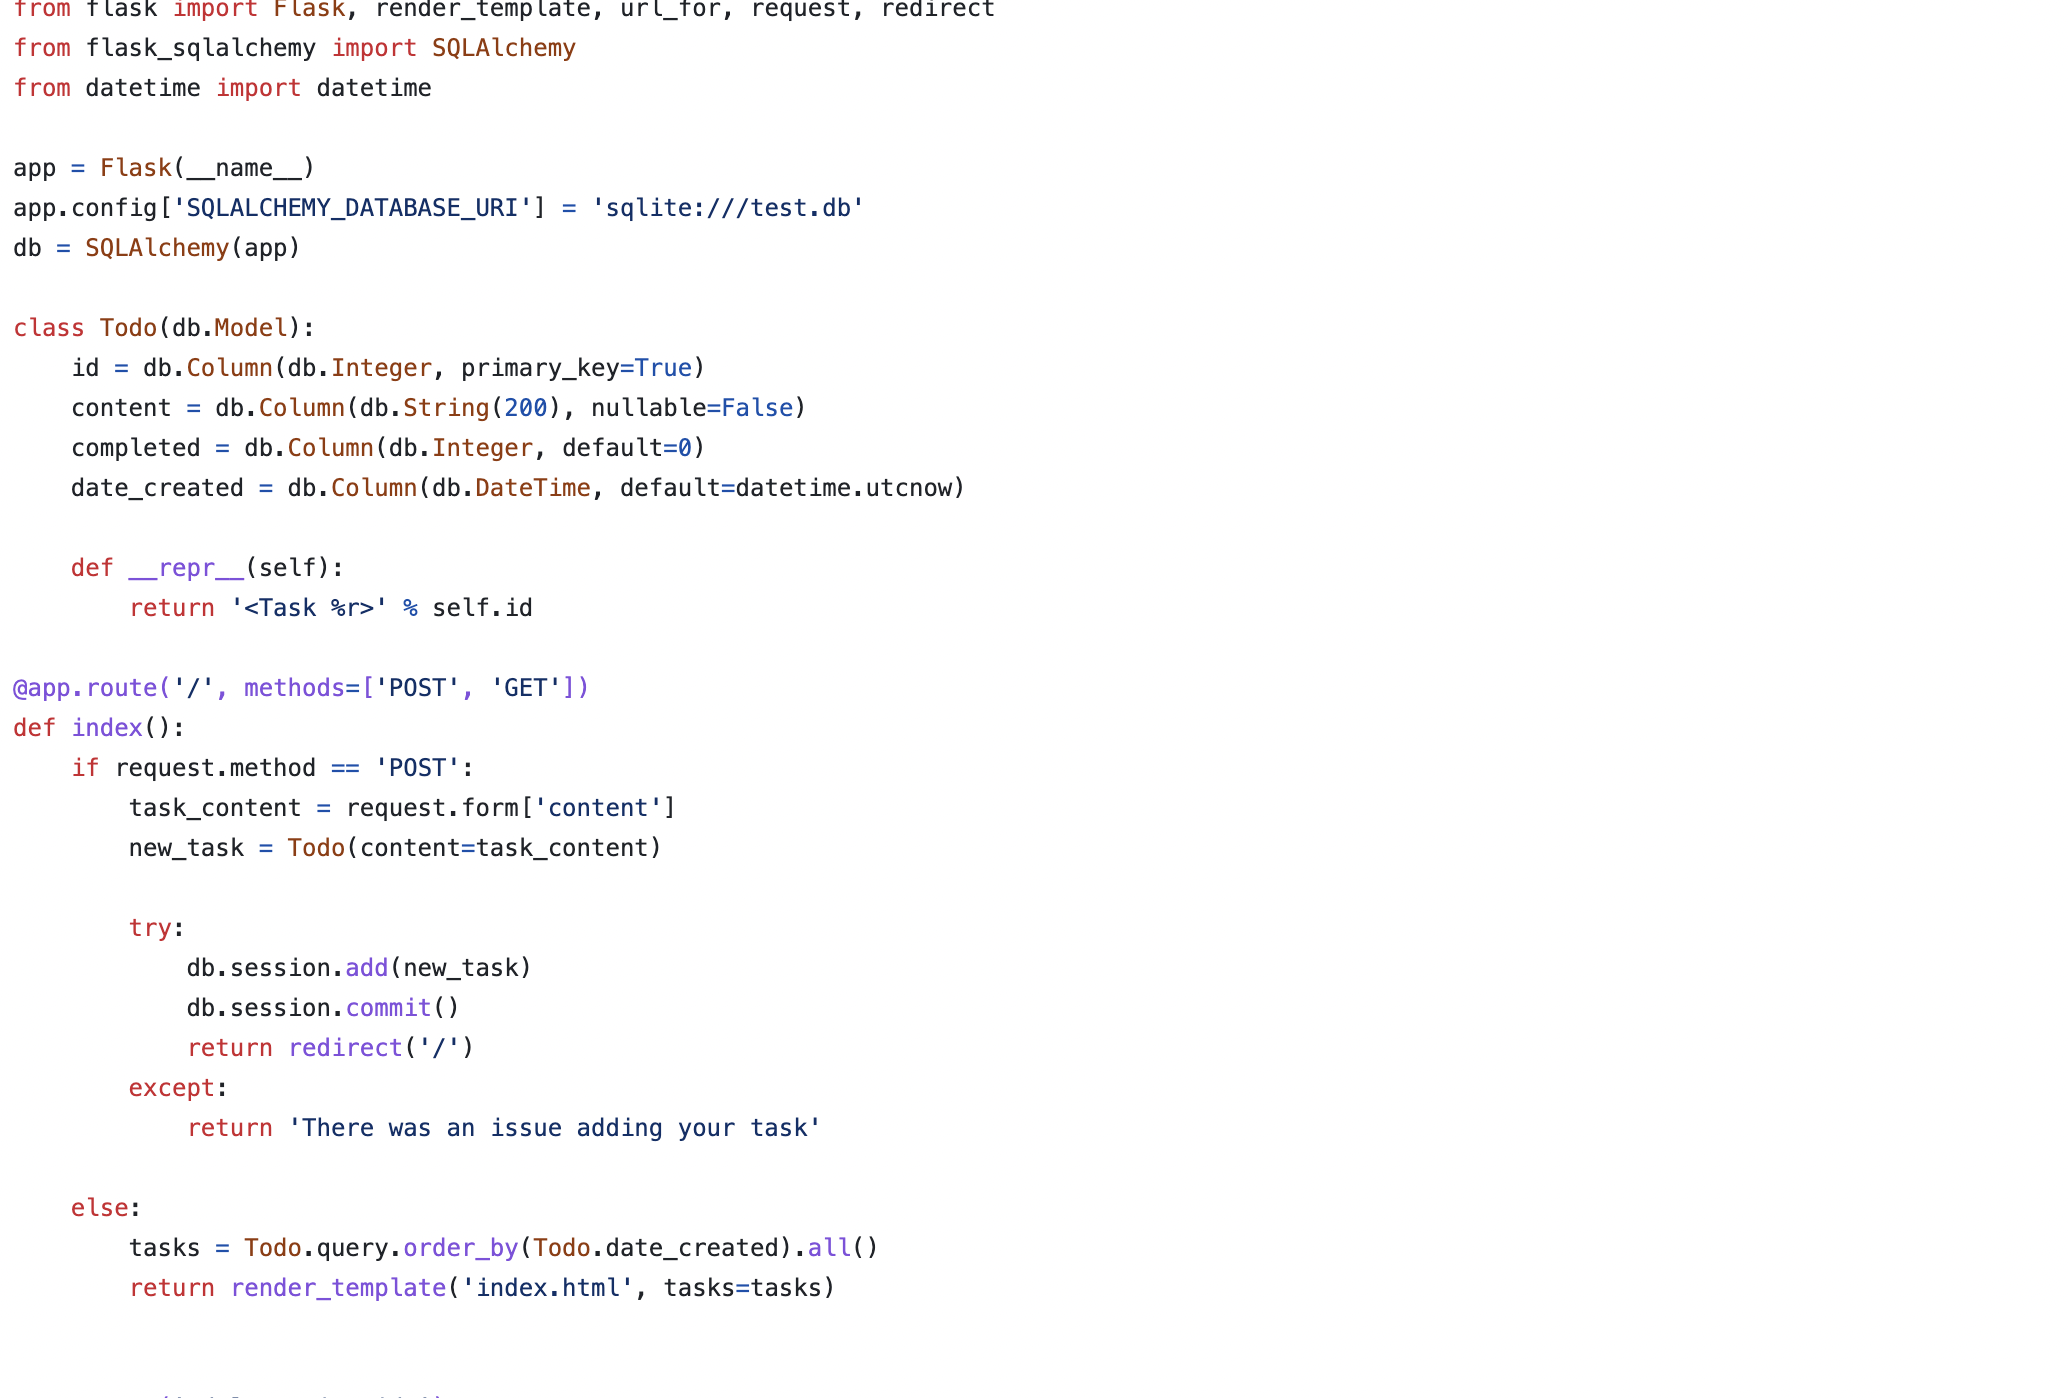 from flask import Flask, render_template, url_for, request, redirect
from flask_sqlalchemy import SQLAlchemy
from datetime import datetime

app = Flask(__name__)
app.config['SQLALCHEMY_DATABASE_URI'] = 'sqlite:///test.db'
db = SQLAlchemy(app)

class Todo(db.Model):
    id = db.Column(db.Integer, primary_key=True)
    content = db.Column(db.String(200), nullable=False)
    completed = db.Column(db.Integer, default=0)
    date_created = db.Column(db.DateTime, default=datetime.utcnow)

    def __repr__(self):
        return '<Task %r>' % self.id

@app.route('/', methods=['POST', 'GET'])
def index():
    if request.method == 'POST':
        task_content = request.form['content']
        new_task = Todo(content=task_content)

        try:
            db.session.add(new_task)
            db.session.commit()
            return redirect('/')
        except:
            return 'There was an issue adding your task'

    else:
        tasks = Todo.query.order_by(Todo.date_created).all()
        return render_template('index.html', tasks=tasks)